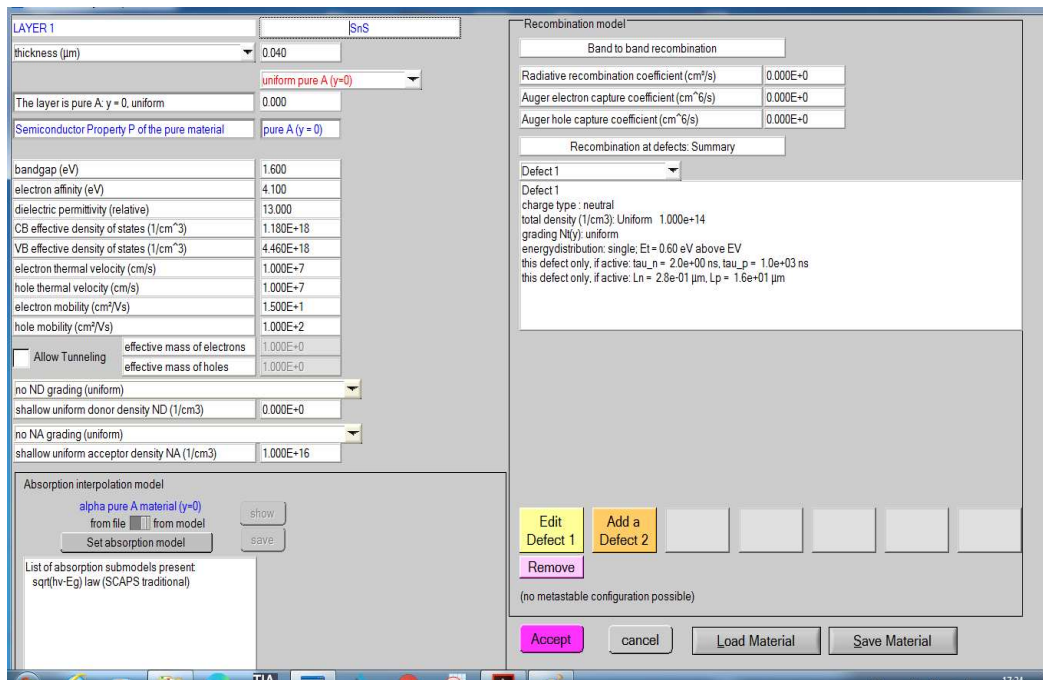 LAYER 1 SnS
thickness (µm) 0.040
uniform pure A (y=0)
The layer is pure A: y = 0, uniform 0.000
Semiconductor Property P of the pure material pure A (y = 0)
bandgap (eV) 1.600
electron affinity (eV) 4.100
dielectric permittivity (relative) 13.000
CB effective density of states (1/cm^3) 1.180E+18
VB effective density of states (1/cm^3) 4.460E+18
electron thermal velocity (cm/s) 1.000E+7
hole thermal velocity (cm/s) 1.000E+7
electron mobility (cm²/Vs) 1.500E+1
hole mobility (cm²/Vs) 1.000E+2
Allow Tunneling
effective mass of electrons 1.000E+0
effective mass of holes 1.000E+0
no ND grading (uniform)
shallow uniform donor density ND (1/cm3) 0.000E+0
no NA grading (uniform)
shallow uniform acceptor density NA (1/cm3) 1.000E+16
Absorption interpolation model
alpha pure A material (y=0)
from file from model
show
Set absorption model
save
List of absorption submodels present
sqrt(hv-Eg) law (SCAPS traditional)
Recombination model
Band to band recombination
Radiative recombination coefficient (cm³/s) 0.000E+0
Auger electron capture coefficient (cm^6/s) 0.000E+0
Auger hole capture coefficient (cm^6/s) 0.000E+0
Recombination at defects: Summary
Defect 1
Defect 1
charge type : neutral
total density (1/cm3): Uniform 1.000e+14
grading Nt(y): uniform
energydistribution: single; Et = 0.60 eV above EV
this defect only, if active: tau_n = 2.0e+00 ns, tau_p = 1.0e+03 ns
this defect only, if active: Ln = 2.8e-01 µm, Lp = 1.6e+01 µm
Edit
Defect 1
Add a
Defect 2
Remove
(no metastable configuration possible)
Accept cancel Load Material Save Material